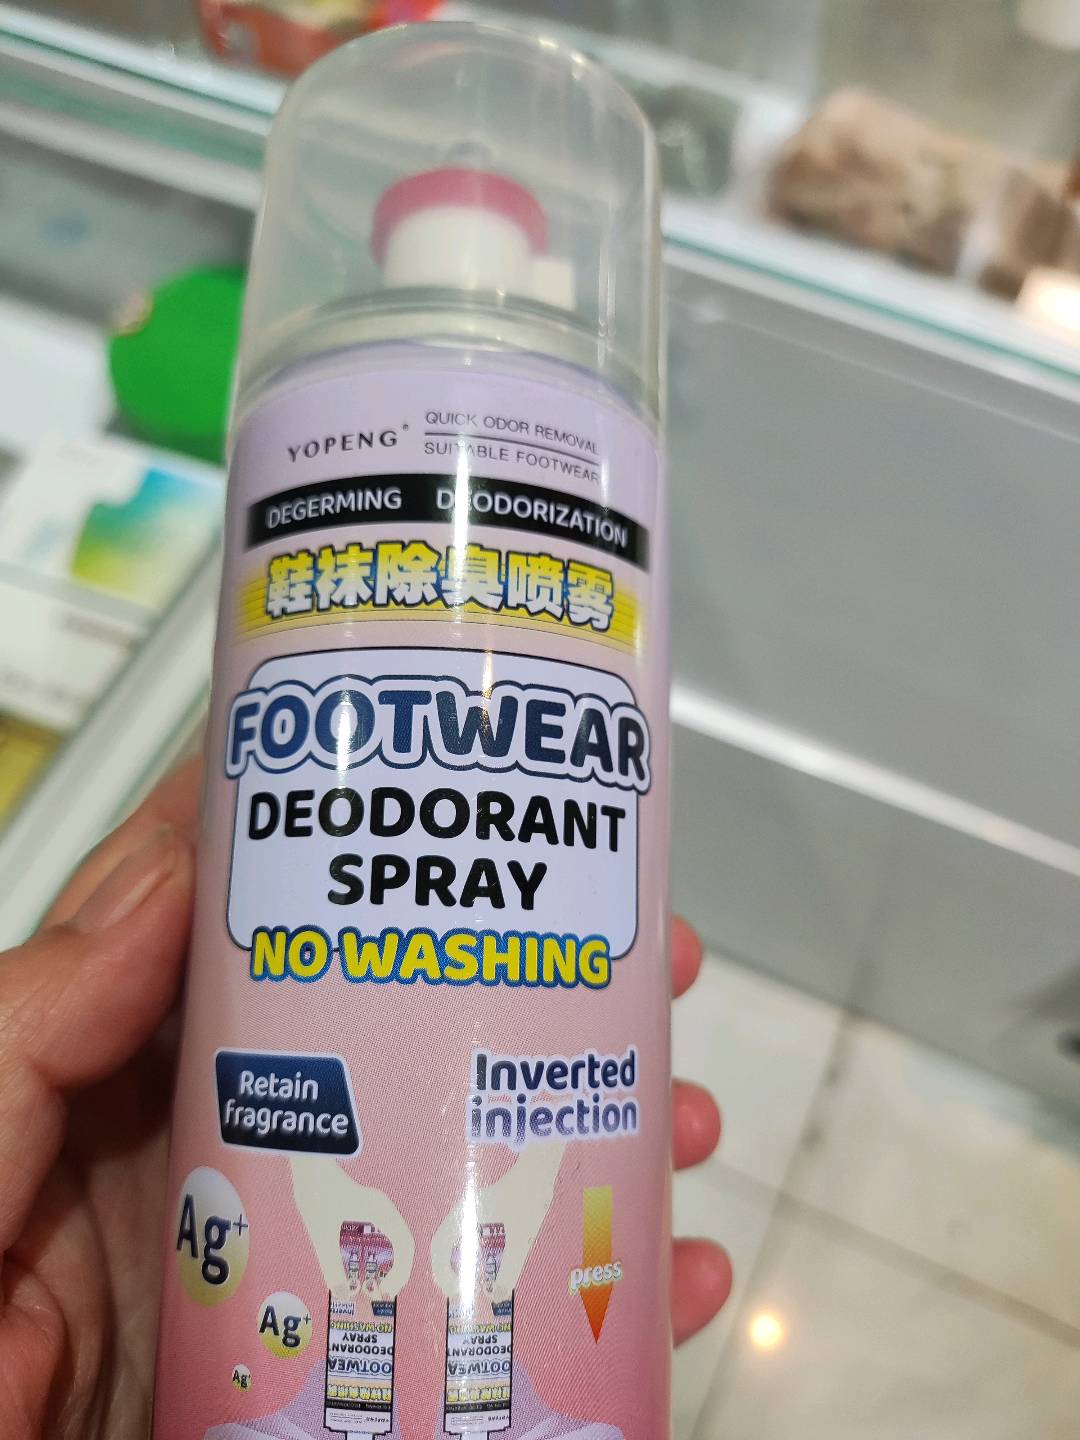 YOPENG®
QUICK ODOR REMOVAL
SUITABLE FOOTWEAR
DEGERMING DEODORIZATION
鞋袜除臭喷雾
FOOTWEAR
DEODORANT
SPRAY
NO WASHING
Retain
fragrance
Inverted
injection
Ag+
Ag+
Ag+
press